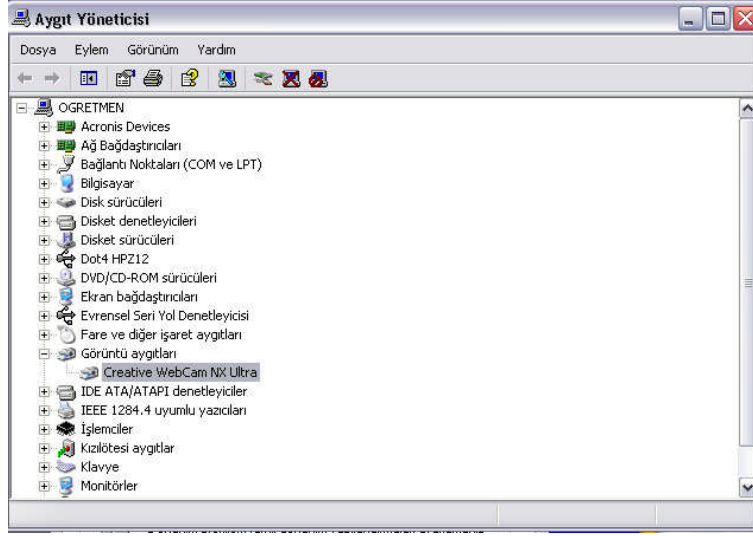 Aygıt Yöneticisi
Dosya Eylem Görünüm Yardım
OGRETMEN
Acronis Devices
Ağ Bağdaştırıcıları
Bağlantı Noktaları (COM ve LPT)
Bilgisayar
Disk sürücüleri
Disket denetleyicileri
Disket sürücüleri
Dot4 HPZ12
DVD/CD-ROM sürücüleri
Ekran bağdaştırıcıları
Evrensel Seri Yol Denetleyicisi
Fare ve diğer işaret aygıtları
Görüntü aygıtları
Creative WebCam NX Ultra
IDE ATA/ATAPI denetleyiciler
IEEE 1284.4 uyumlu yazıcıları
İşlemciler
Kızılötesi aygıtlar
Klavye
Monitörler